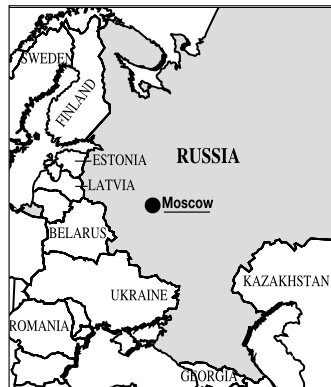 SWEDEN
FINLAND
RUSSIA
ESTONIA
LATVIA
Moscow
BELARUS
KAZAKHSTAN
UKRAINE
ROMANIA
GEORGIA